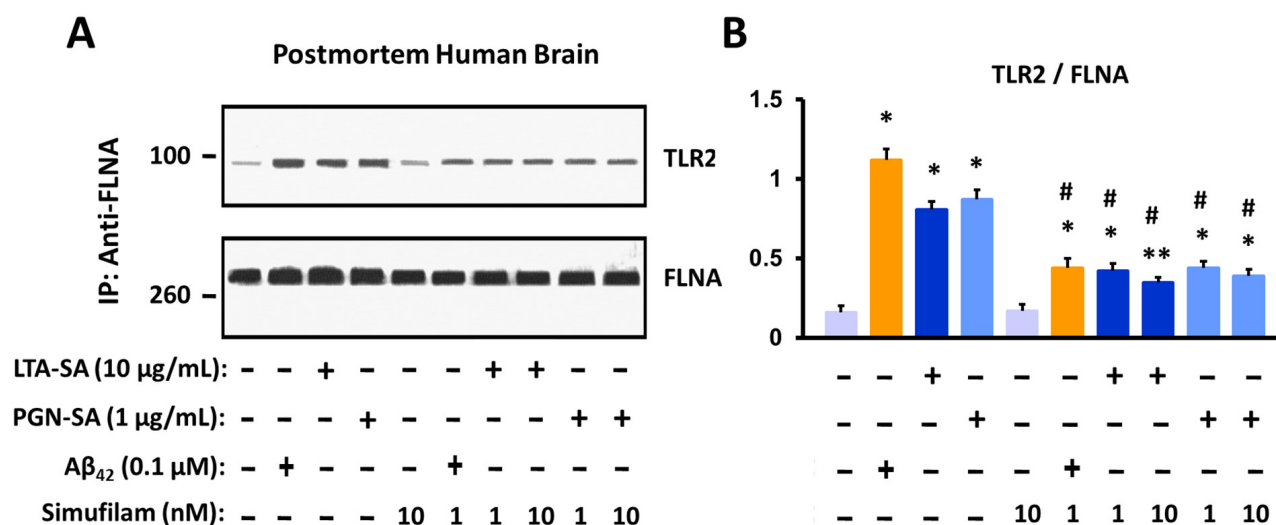 A
Postmortem Human Brain
IP: Anti-FLNA
100
TLR2
260
FLNA
LTA-SA (10 µg/mL): – – + – – – + + – –
PGN-SA (1 µg/mL): – – – + – – – – + +
Aβ₄₂ (0.1 µM): – + – – – + – – – –
Simufilam (nM): – – – – 10 1 1 10 1 10
B
TLR2 / FLNA
1.5
1
0.5
0
*
*
*
# # # # #
* * ** * *
– – + – – – + + – –
– – – + – – – – + +
– + – – – + – – – –
– – – – 10 1 1 10 1 10